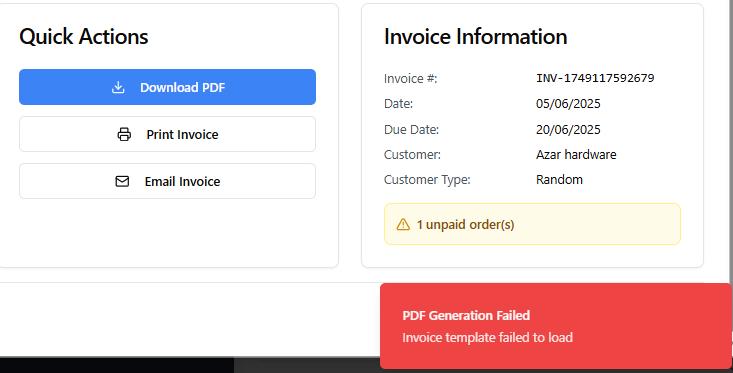 Quick Actions
Download PDF
Print Invoice
Email Invoice
Invoice Information
Invoice #: INV-1749117592679
Date: 05/06/2025
Due Date: 20/06/2025
Customer: Azar hardware
Customer Type: Random
1 unpaid order(s)
PDF Generation Failed
Invoice template failed to load